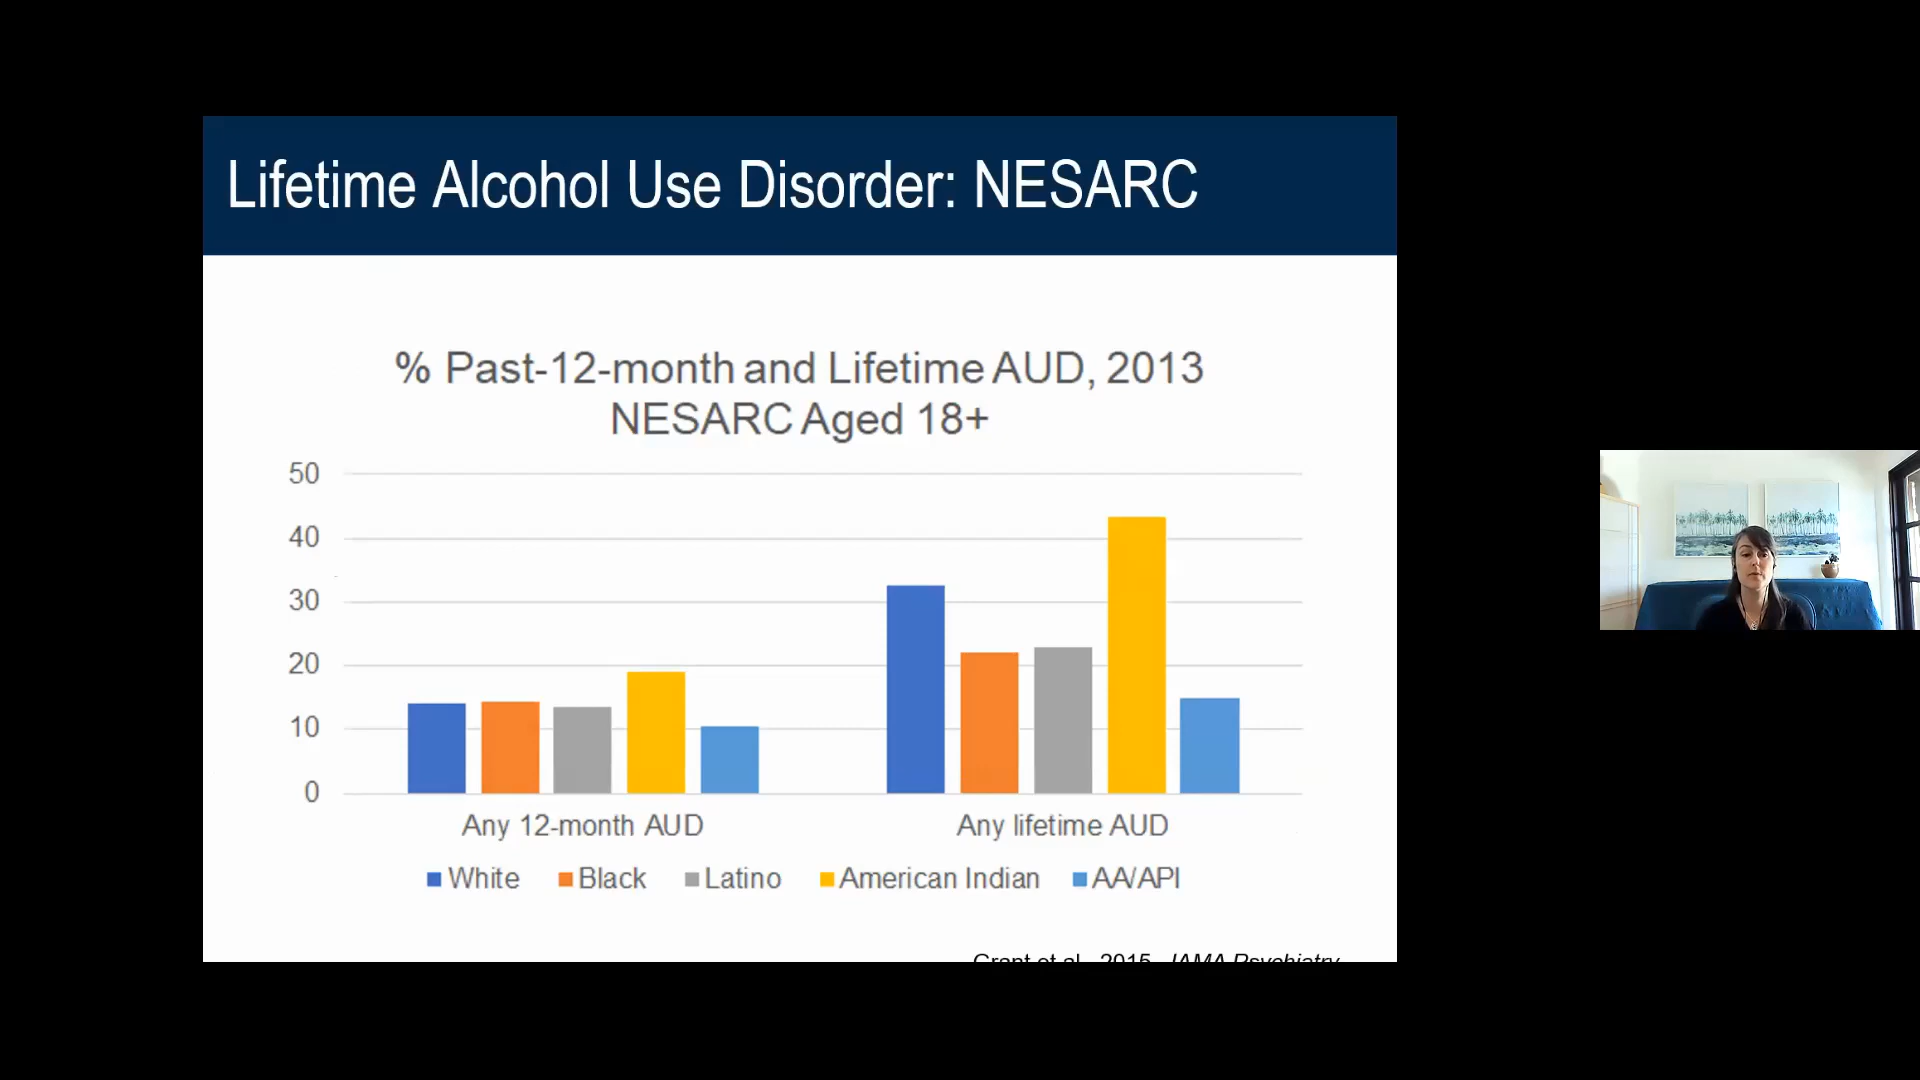 Lifetime Alcohol Use Disorder: NESARC
% Past-12-month and Lifetime AUD, 2013
NESARC Aged 18+
50
40
30
20
10
0
Any 12-month AUD Any lifetime AUD
White Black Latino American Indian AA/API
Grant et al., 2015, JAMA Psychiatry